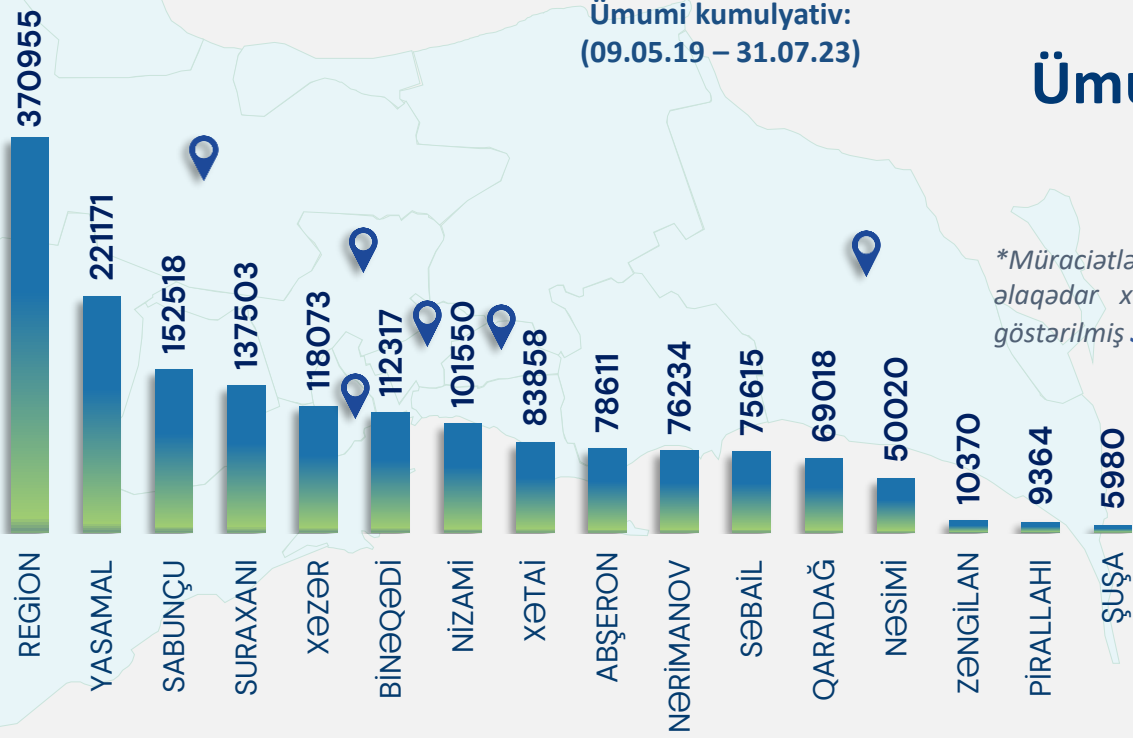 Ümumi kumulyativ:
(09.05.19 – 31.07.23)
*Müraciətlə
əlaqədar x
göstərilmiş
370955
221171
152518
137503
118073
112317
101550
83858
78611
76234
75615
69018
50020
10370
9364
5980
REGİON
YASAMAL
SABUNÇU
SURAXANI
XƏZƏR
BİNƏQƏDİ
NİZAMİ
XƏTAİ
ABŞERON
NƏRİMANOV
SƏBAİL
QARADAĞ
NƏSİMİ
ZƏNGİLAN
PİRALLAHI
ŞUŞA